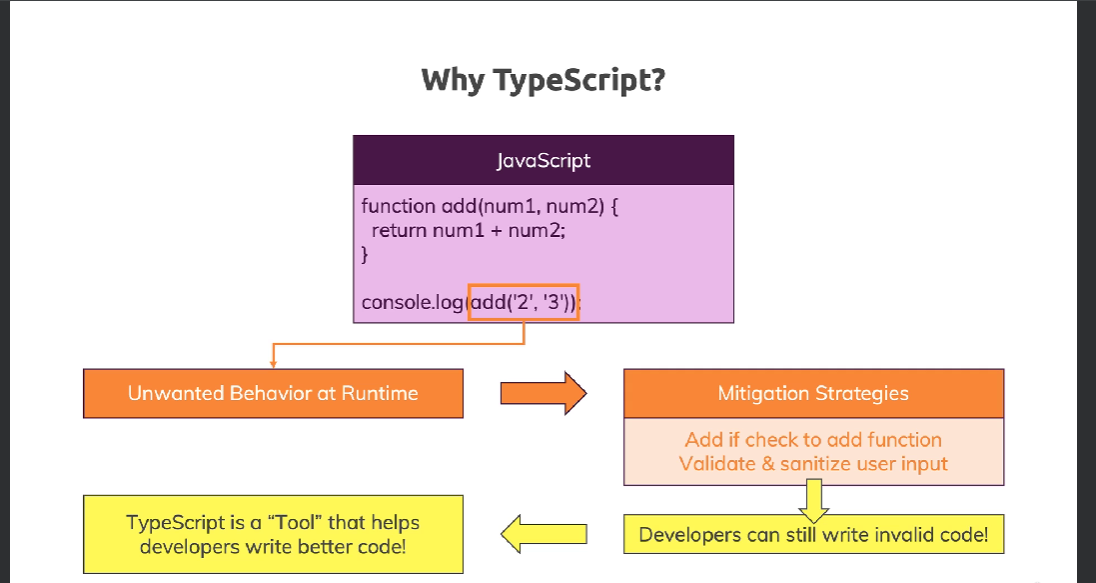 Why TypeScript?
JavaScript
function add(num1, num2) {
return num1 + num2;
}
console.log(add('2', '3'));
Unwanted Behavior at Runtime
Mitigation Strategies
Add if check to add function
Validate & sanitize user input
Developers can still write invalid code!
TypeScript is a “Tool” that helps
developers write better code!